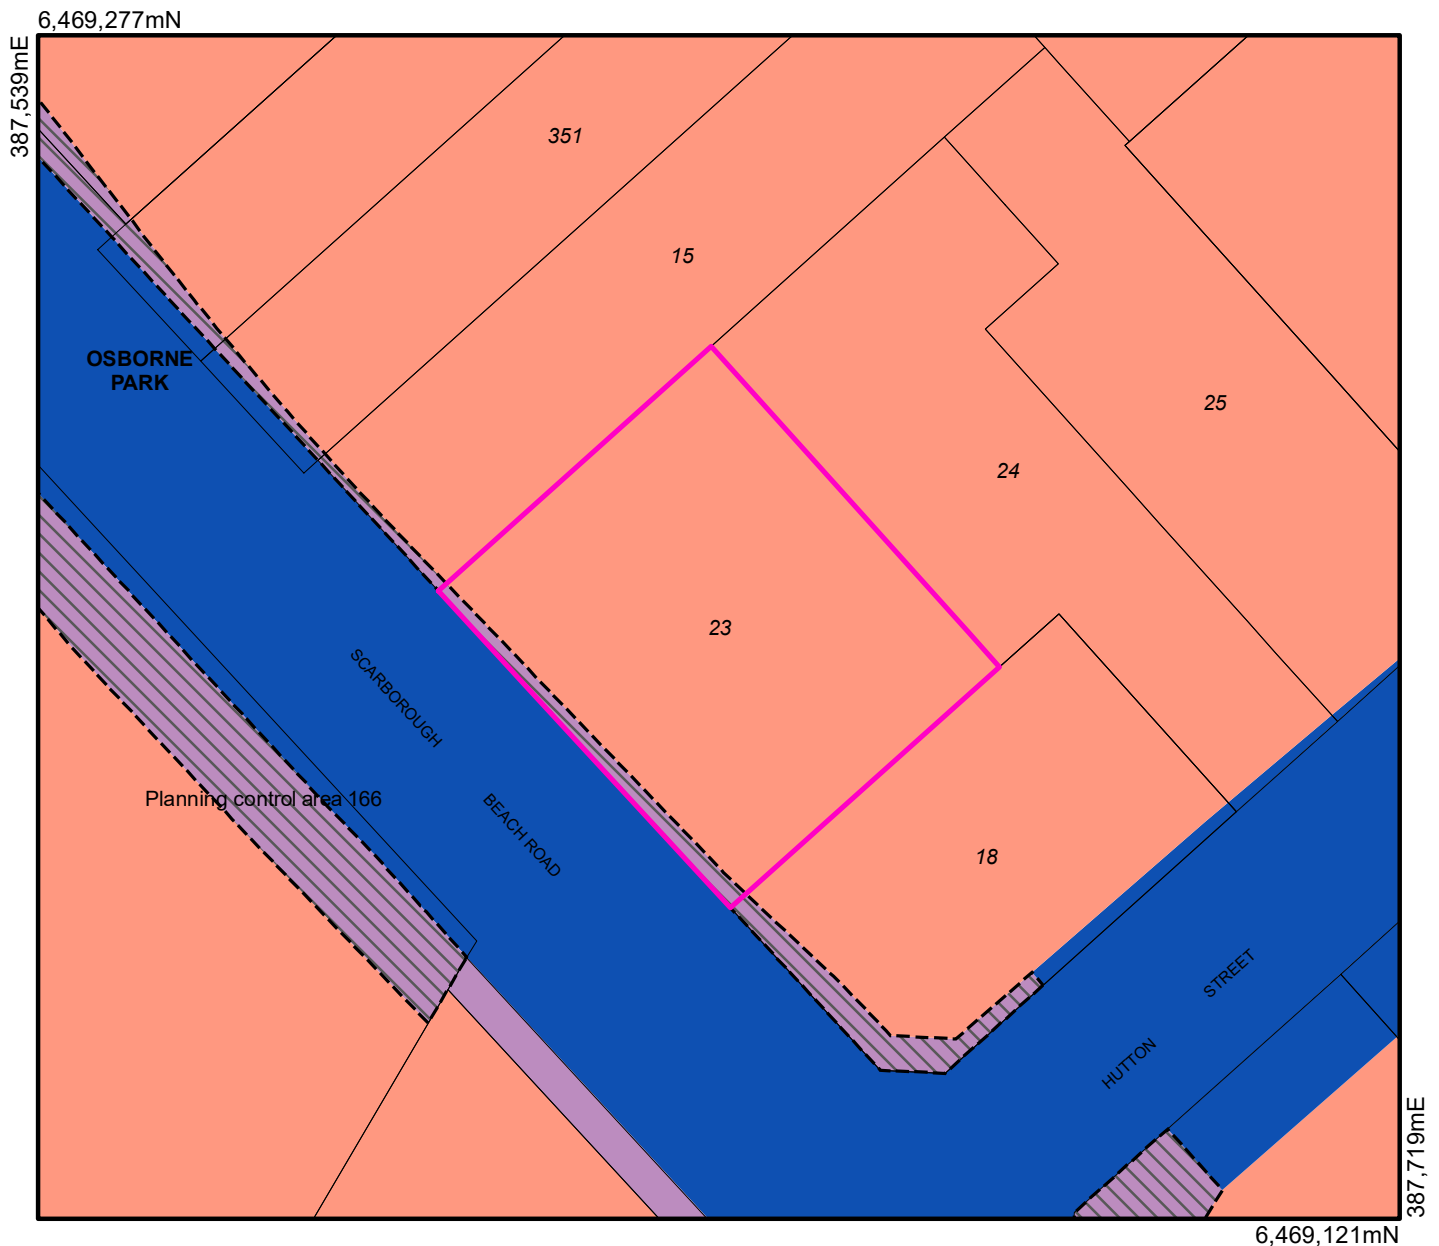 6,469,277mN
387,539mE
351
15
OSBORNE
PARK
25
24
23
SCARBOROUGH
BEACH ROAD
Planning control area 166
18
STREET
HUTTON
387,719mE
6,469,121mN